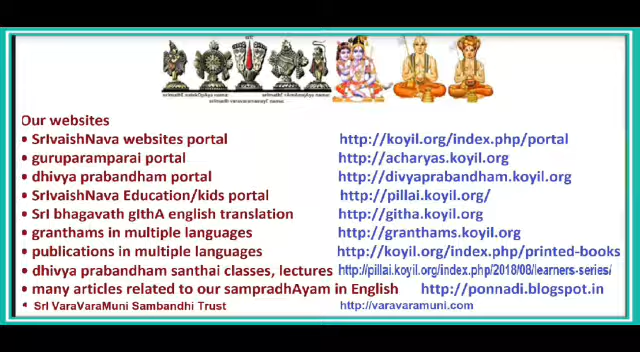 Our websites
• SrIvaishNava websites portal http://koyil.org/index.php/portal
• guruparamparai portal http://acharyas.koyil.org
• dhivya prabandham portal http://divyaprabandham.koyil.org
• SrIvaishNava Education/kids portal http://pillai.koyil.org/
• SrI bhagavath gIthA english translation http://githa.koyil.org
• granthams in multiple languages http://granthams.koyil.org
• publications in multiple languages http://koyil.org/index.php/printed-books
• dhivya prabandham santhai classes, lectures http://pillai.koyil.org/index.php/2018/08/learners-series/
• many articles related to our sampradhAyam in English http://ponnadi.blogspot.in
• SrI VaraVaraMuni Sambandhi Trust http://varavaramuni.com